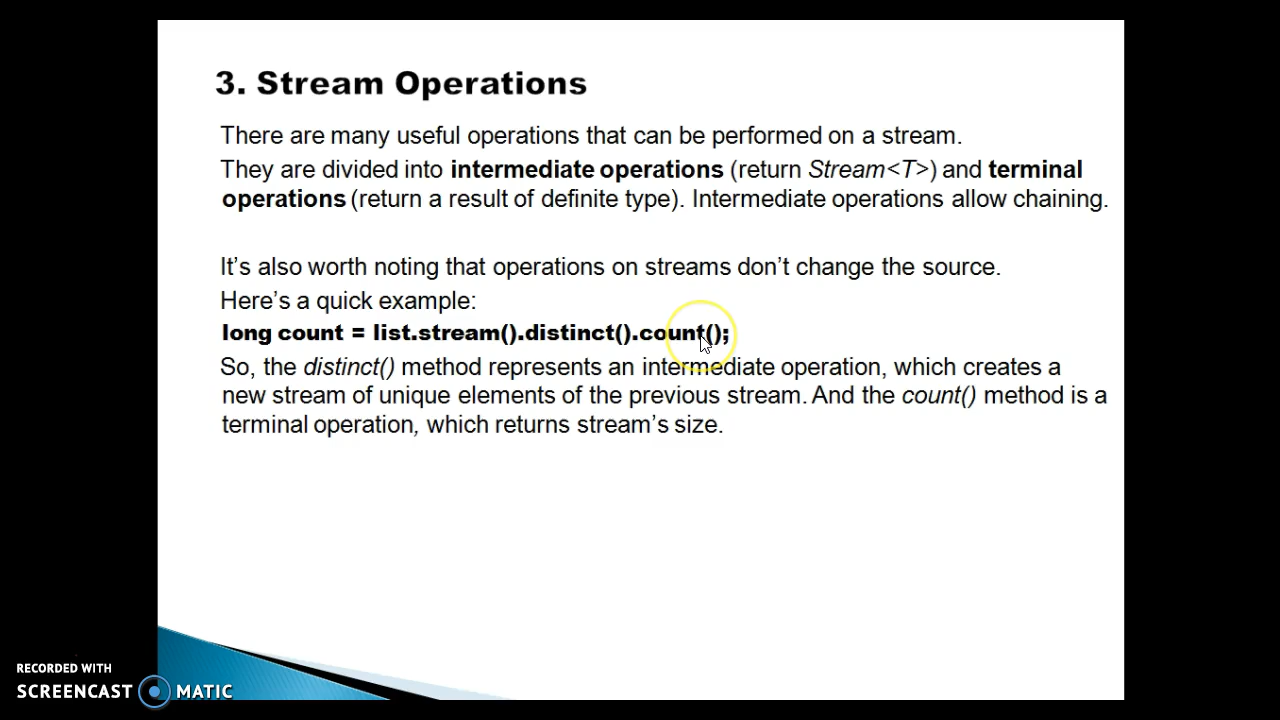 3. Stream Operations
There are many useful operations that can be performed on a stream.
They are divided into intermediate operations (return Stream<T>) and terminal
operations (return a result of definite type). Intermediate operations allow chaining.
It's also worth noting that operations on streams don't change the source.
Here's a quick example:
long count = list.stream().distinct().count();
So, the distinct() method represents an intermediate operation, which creates a
new stream of unique elements of the previous stream. And the count() method is a
terminal operation, which returns stream's size.
RECORDED WITH
SCREENCAST MATIC